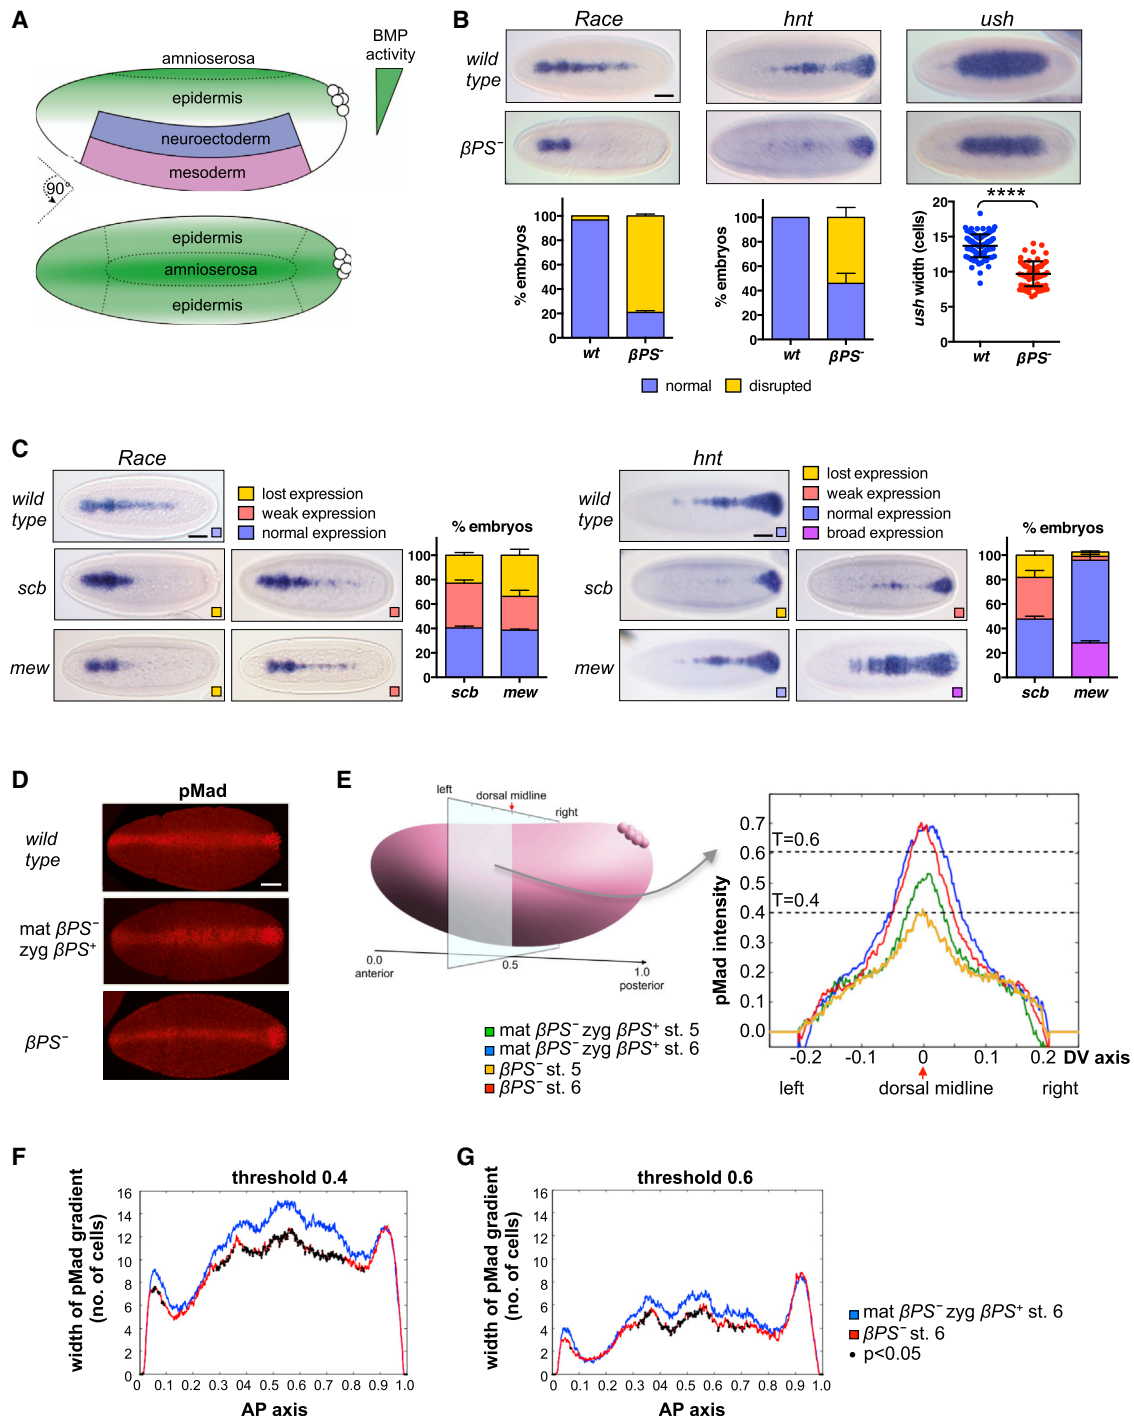 A
BMP
activity
amnioserosa
epidermis
neuroectoderm
mesoderm
90°
epidermis
amnioserosa
epidermis
B
Race
hnt
ush
wild
type
βPS⁻
% embryos
100
80
60
40
20
0
wt
βPS⁻
% embryos
100
80
60
40
20
0
wt
βPS⁻
****
ush width (cells)
20
15
10
5
0
wt
βPS⁻
normal
disrupted
C
Race
wild
type
lost expression
weak expression
normal expression
scb
mew
% embryos
100
80
60
40
20
0
scb
mew
hnt
wild
type
lost expression
weak expression
normal expression
broad expression
scb
mew
% embryos
100
80
60
40
20
0
scb
mew
D
pMad
wild
type
mat βPS⁻
zyg βPS⁺
βPS⁻
E
left
dorsal midline
right
0.0
anterior
0.5
1.0
posterior
mat βPS⁻ zyg βPS⁺ st. 5
mat βPS⁻ zyg βPS⁺ st. 6
βPS⁻ st. 5
βPS⁻ st. 6
pMad intensity
0.7
0.6
0.5
0.4
0.3
0.2
0.1
0.0
T=0.6
T=0.4
-0.2
-0.1
0
0.1
0.2
DV axis
left
dorsal midline
right
F
threshold 0.4
width of pMad gradient
(no. of cells)
16
14
12
10
8
6
4
2
0
0
0.1
0.2
0.3
0.4
0.5
0.6
0.7
0.8
0.9
1.0
AP axis
G
threshold 0.6
width of pMad gradient
(no. of cells)
16
14
12
10
8
6
4
2
0
0
0.1
0.2
0.3
0.4
0.5
0.6
0.7
0.8
0.9
1.0
AP axis
mat βPS⁻ zyg βPS⁺ st. 6
βPS⁻ st. 6
p<0.05